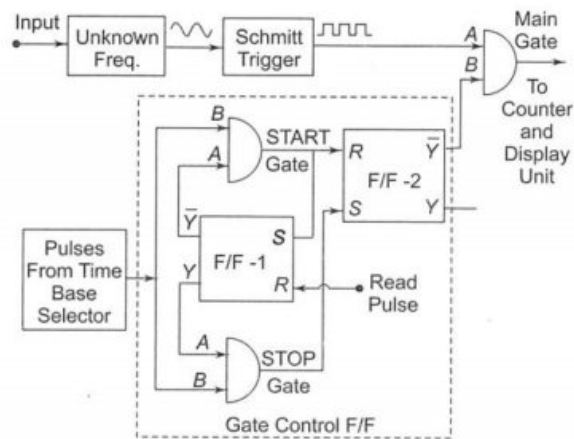 Input
Unknown
Freq.
Schmitt
Trigger
A
B
Main
Gate
To
Counter
and
Display
Unit
B
A
START
Gate
R
S
F/F -2
Y̅
Y
Y̅
Y
F/F -1
S
R
Read
Pulse
Pulses
From Time
Base
Selector
A
B
STOP
Gate
Gate Control F/F